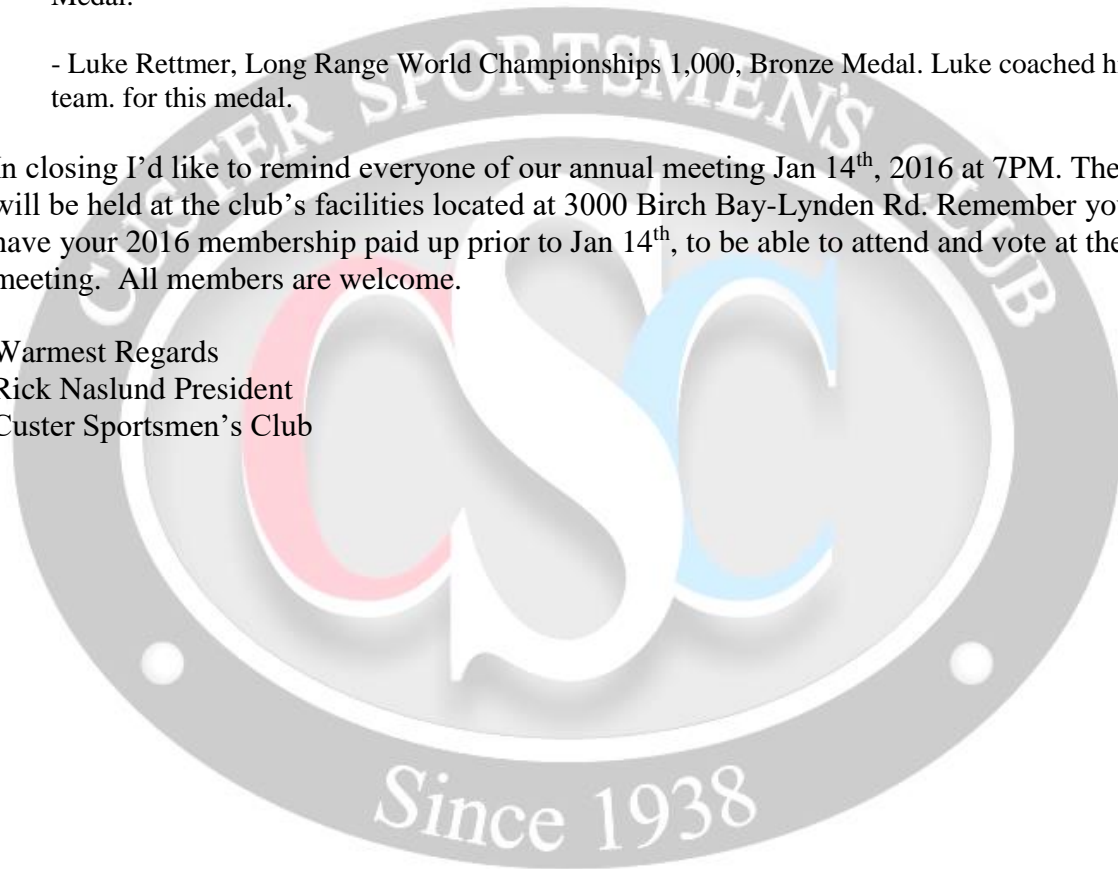 Medal.
- Luke Rettmer, Long Range World Championships 1,000, Bronze Medal. Luke coached h
team. for this medal.
n closing I’d like to remind everyone of our annual meeting Jan 14th, 2016 at 7PM. The
will be held at the club’s facilities located at 3000 Birch Bay-Lynden Rd. Remember yo
have your 2016 membership paid up prior to Jan 14th, to be able to attend and vote at the
meeting.  All members are welcome.
Warmest Regards
Rick Naslund President
Custer Sportsmen’s Club
CUSTER SPORTSMEN'S CLUB
CSC
Since 1938